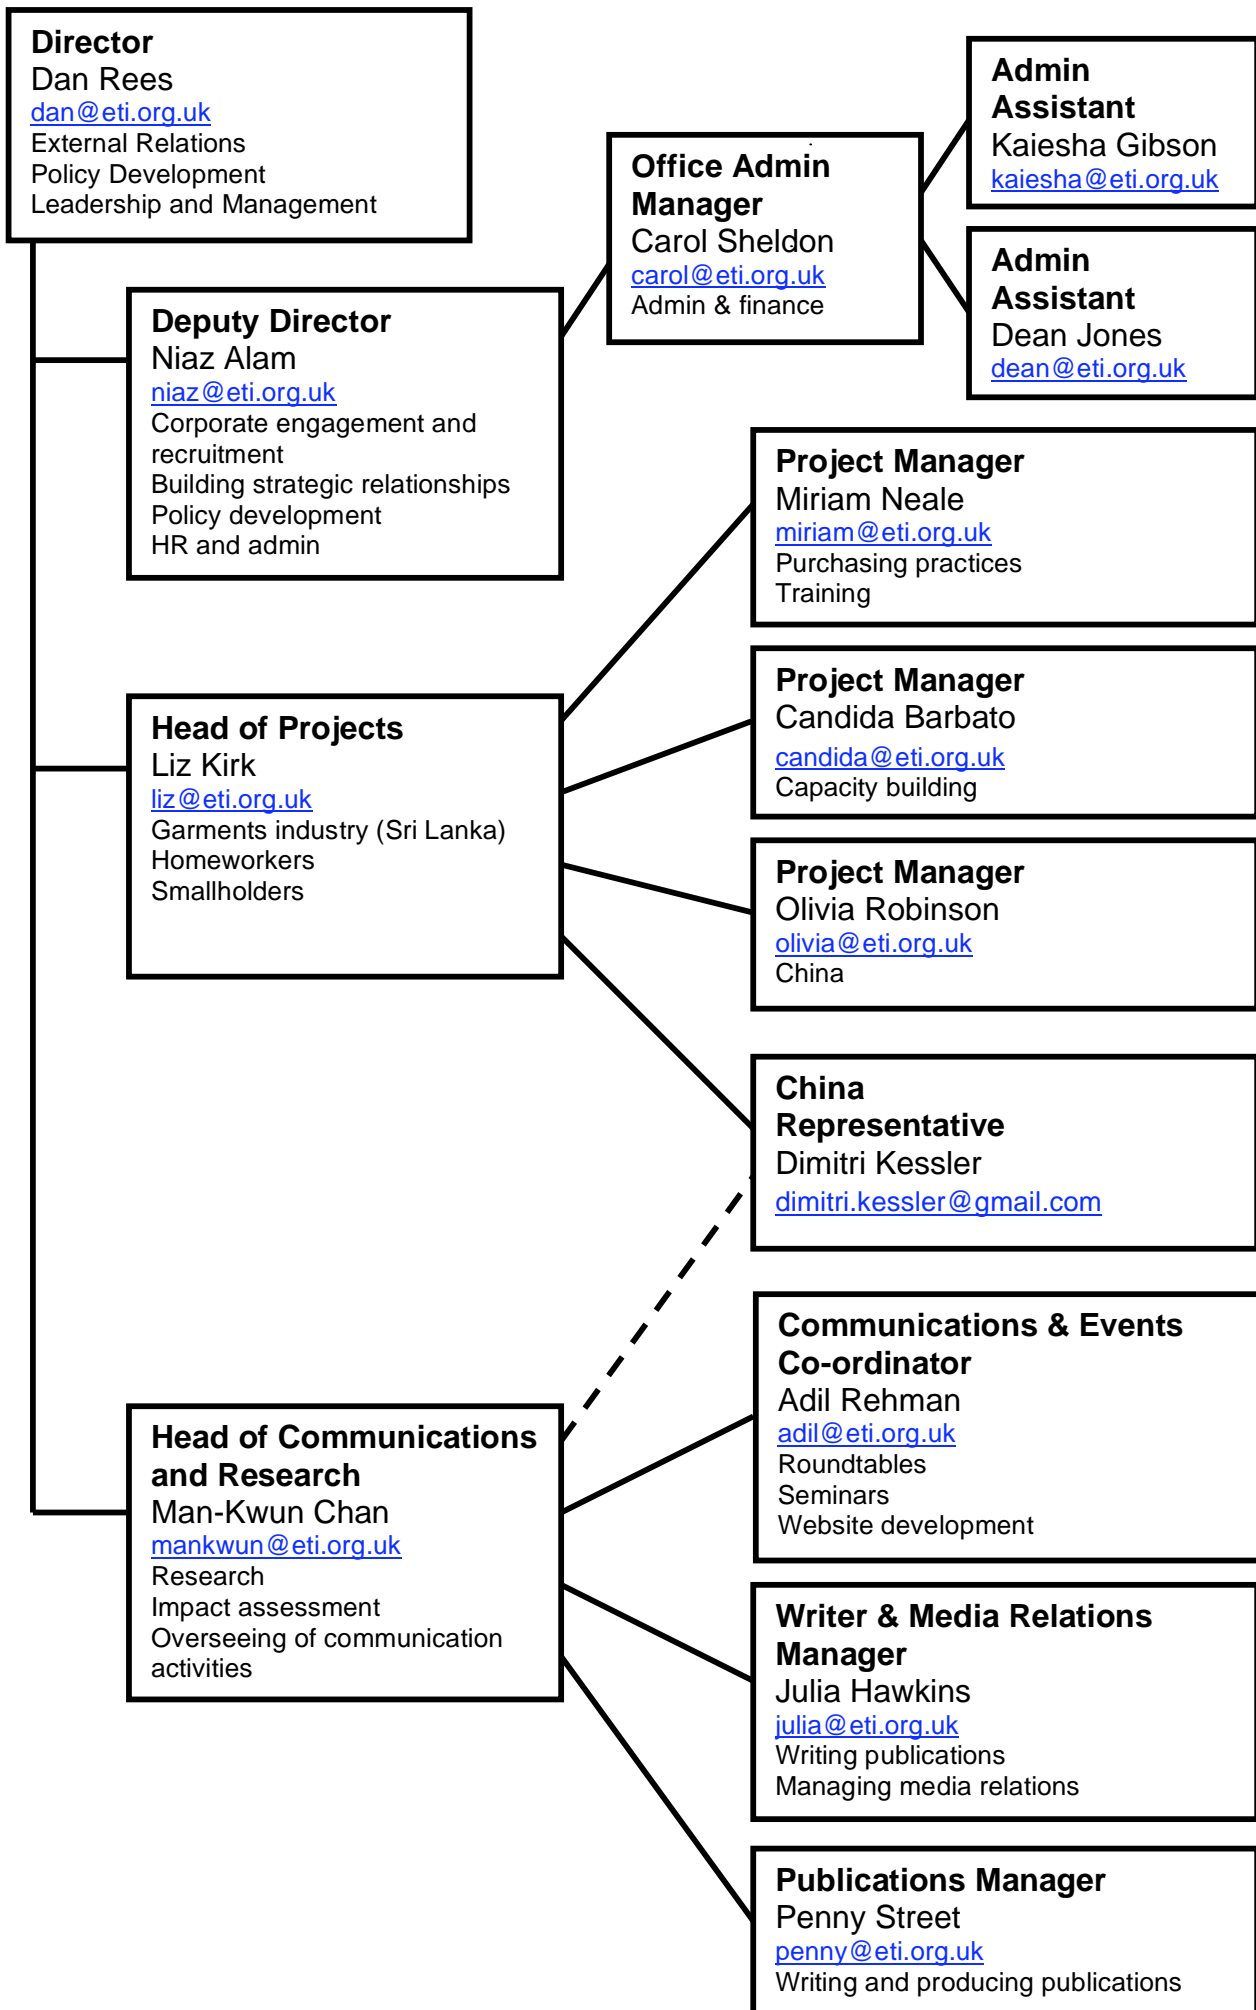 Director
Dan Rees
dan@eti.org.uk
External Relations
Policy Development
Leadership and Management
Deputy Director
Niaz Alam
niaz@eti.org.uk
Corporate engagement and
recruitment
Building strategic relationships
Policy development
HR and admin
Office Admin
Manager
Carol Sheldon
carol@eti.org.uk
Admin & finance
Admin
Assistant
Kaiesha Gibson
kaiesha@eti.org.uk
Admin
Assistant
Dean Jones
dean@eti.org.uk
Head of Projects
Liz Kirk
liz@eti.org.uk
Garments industry (Sri Lanka)
Homeworkers
Smallholders
Project Manager
Miriam Neale
miriam@eti.org.uk
Purchasing practices
Training
Project Manager
Candida Barbato
candida@eti.org.uk
Capacity building
Project Manager
Olivia Robinson
olivia@eti.org.uk
China
China
Representative
Dimitri Kessler
dimitri.kessler@gmail.com
Head of Communications
and Research
Man-Kwun Chan
mankwun@eti.org.uk
Research
Impact assessment
Overseeing of communication
activities
Communications & Events
Co-ordinator
Adil Rehman
adil@eti.org.uk
Roundtables
Seminars
Website development
Writer & Media Relations
Manager
Julia Hawkins
julia@eti.org.uk
Writing publications
Managing media relations
Publications Manager
Penny Street
penny@eti.org.uk
Writing and producing publications